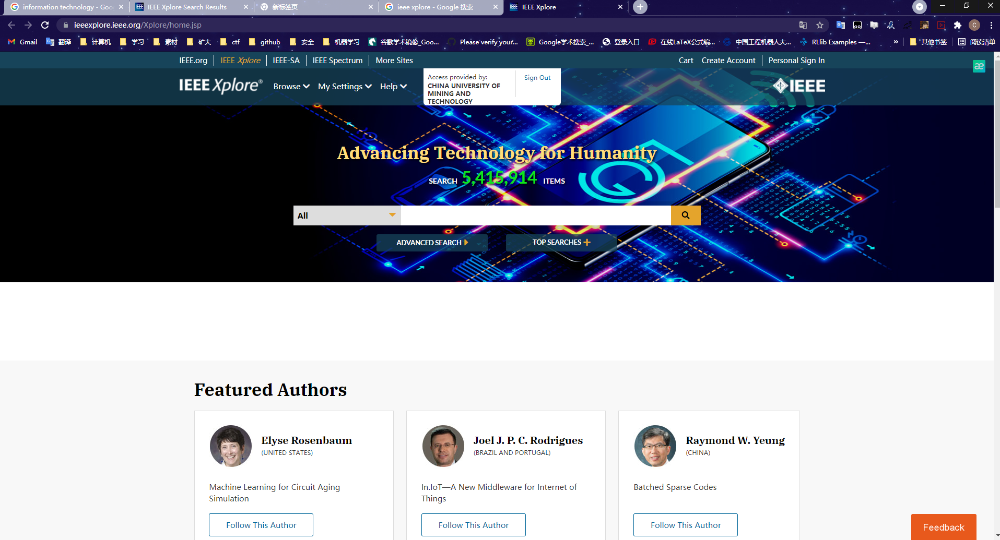 information technology - Goo
IEEE Xplore Search Results
新标签页
ieee xplore - Google 搜索
IEEE Xplore
ieeexplore.ieee.org/Xplore/home.jsp
Gmail
翻译
计算机
学习
素材
矿大
ctf
github
安全
机器学习
谷歌学术镜像_Goo...
Please verify your...
Google学术搜索_...
登录入口
在线LaTeX公式编...
中国工程机器人大...
RLlib Examples —...
»
其他书签
阅读清单
IEEE.org
IEEE Xplore
IEEE-SA
IEEE Spectrum
More Sites
Cart
Create Account
Personal Sign In
IEEE Xplore®
Browse
My Settings
Help
Access provided by:
CHINA UNIVERSITY OF
MINING AND
TECHNOLOGY
Sign Out
IEEE
Advancing Technology for Humanity
SEARCH 5,415,914 ITEMS
All
ADVANCED SEARCH
TOP SEARCHES
Featured Authors
Elyse Rosenbaum
(UNITED STATES)
Machine Learning for Circuit Aging
Simulation
Follow This Author
Joel J. P. C. Rodrigues
(BRAZIL AND PORTUGAL)
In.IoT—A New Middleware for Internet of
Things
Follow This Author
Raymond W. Yeung
(CHINA)
Batched Sparse Codes
Follow This Author
Feedback